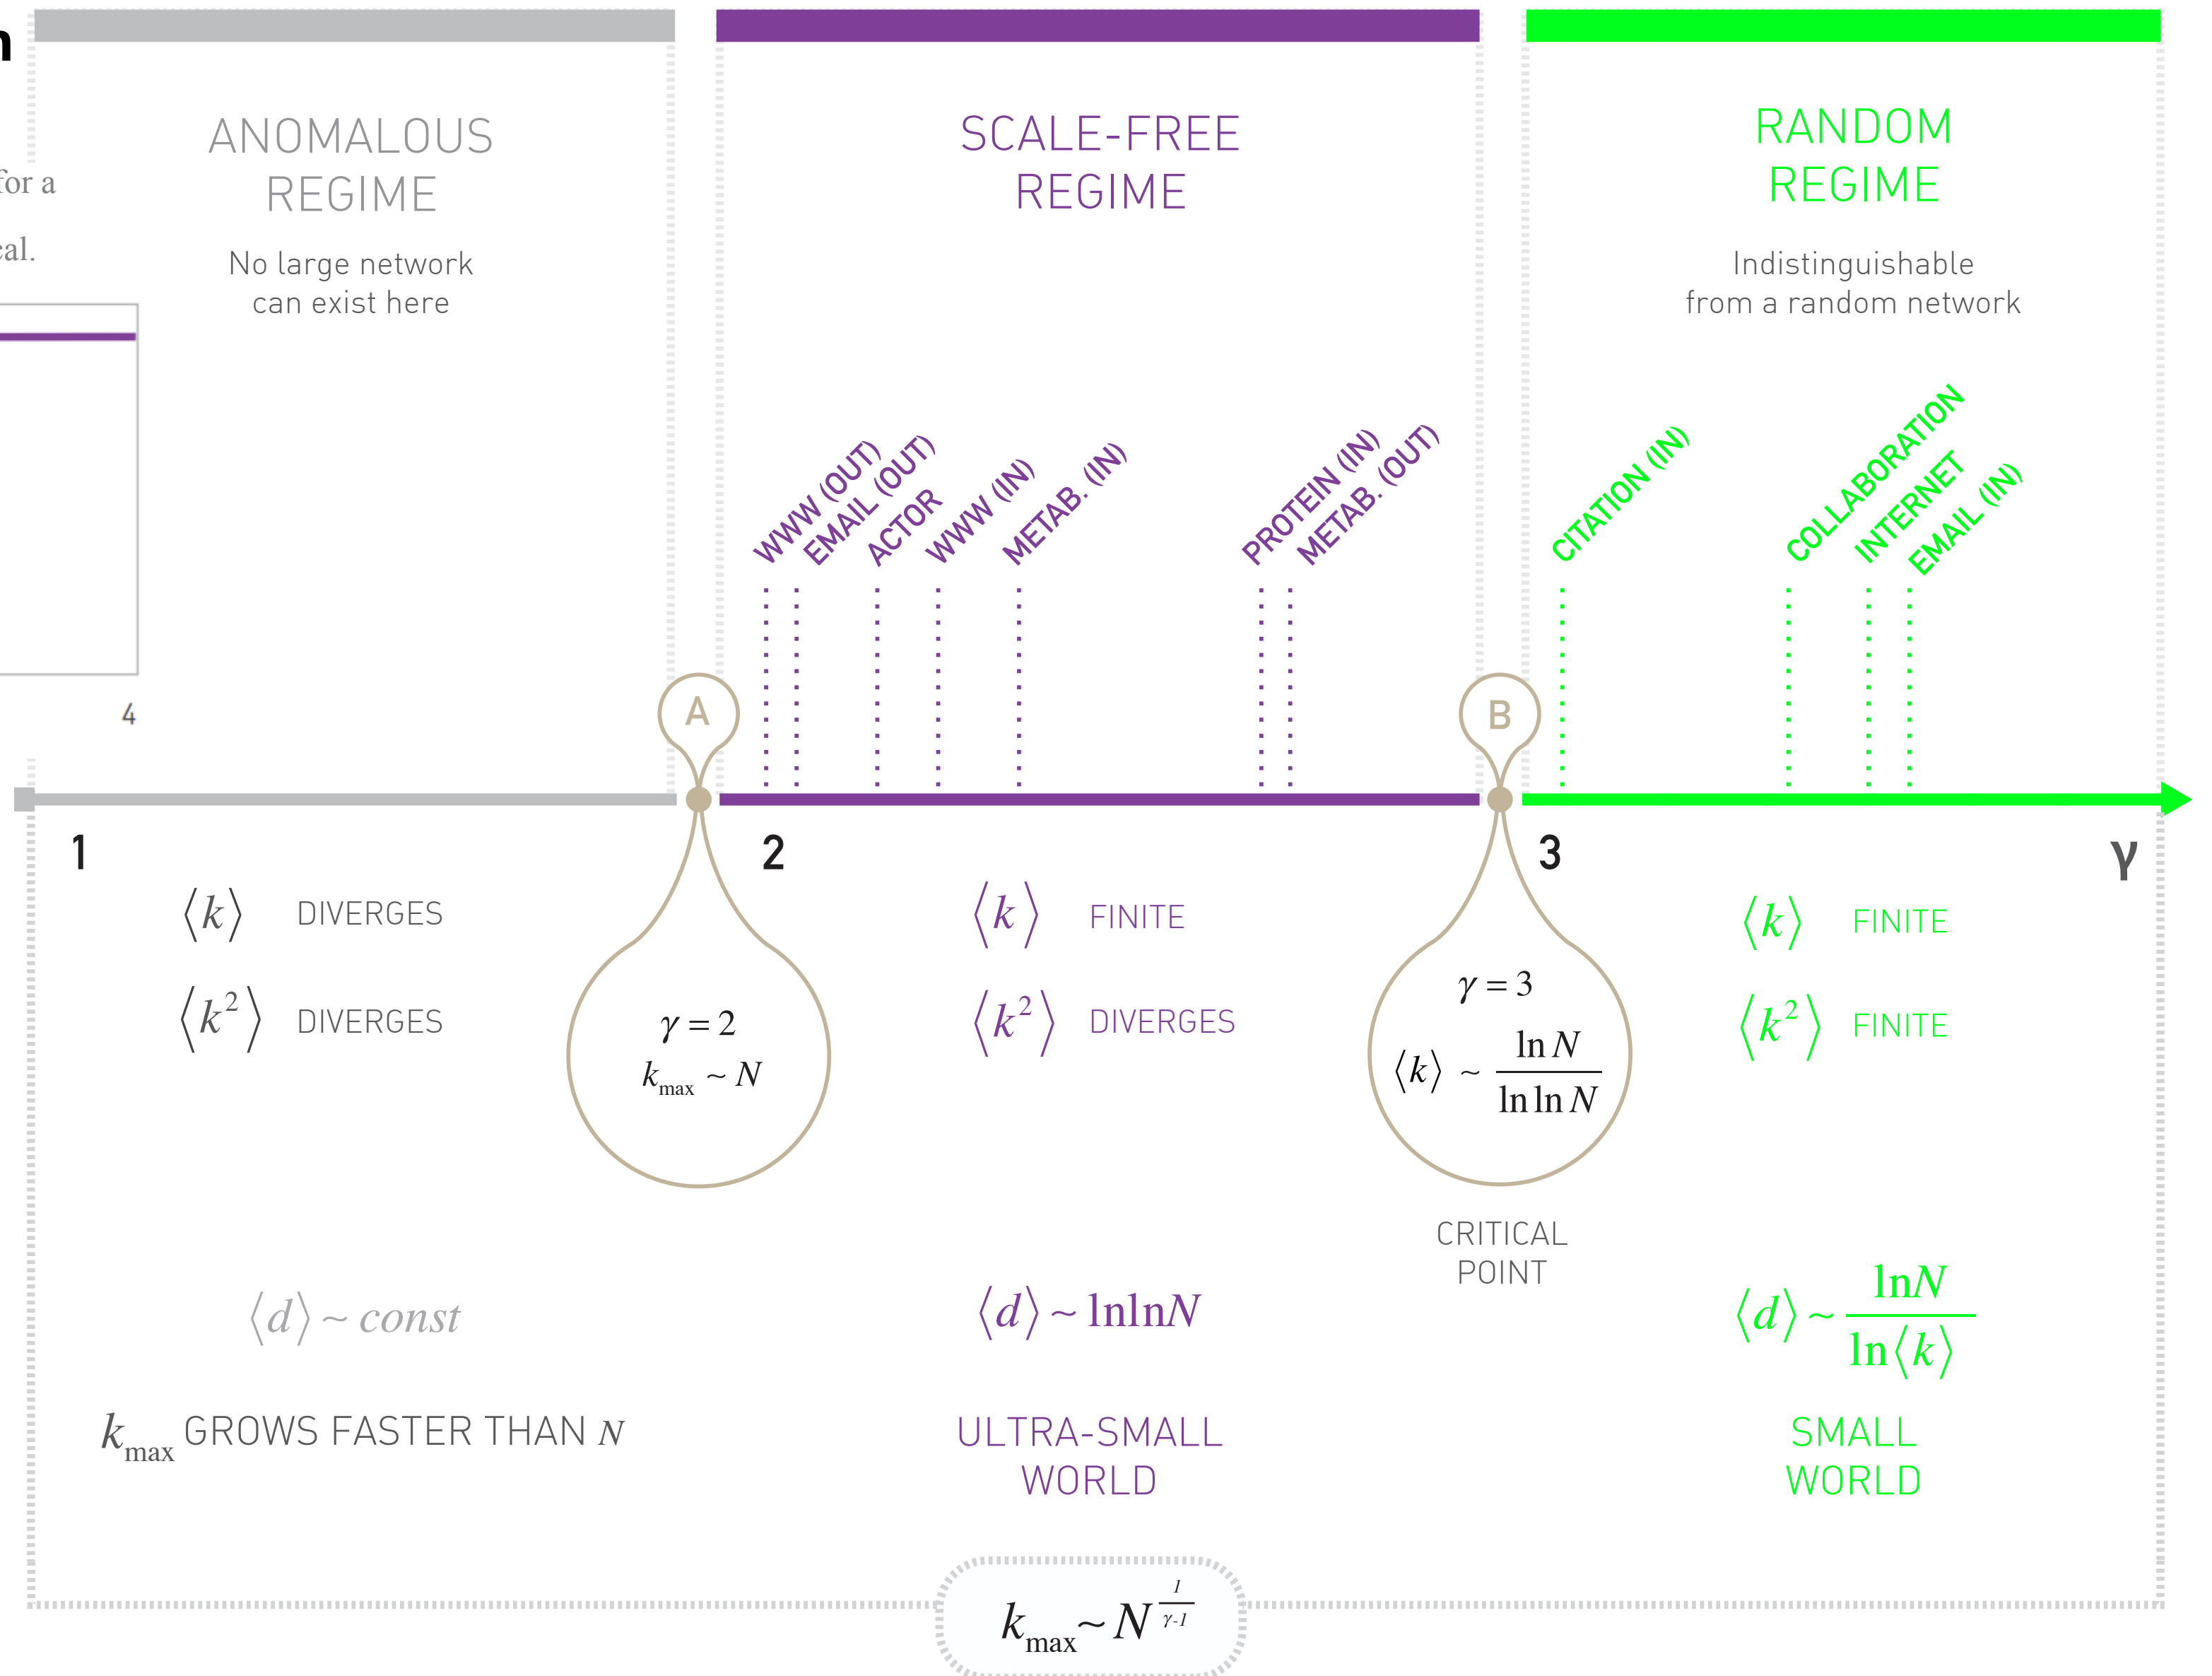 n
for a
cal.
4
ANOMALOUS
REGIME
No large network
can exist here
SCALE-FREE
REGIME
RANDOM
REGIME
Indistinguishable
from a random network
WWW (OUT)
EMAIL (OUT)
ACTOR
WWW (IN)
METAB. (IN)
PROTEIN (IN)
METAB. (OUT)
CITATION (IN)
COLLABORATION
INTERNET
EMAIL (IN)
A
B
1
2
3
γ
⟨k⟩ DIVERGES
⟨k²⟩ DIVERGES
γ = 2
k_max ~ N
⟨k⟩ FINITE
⟨k²⟩ DIVERGES
γ = 3
⟨k⟩ ~ ln N / ln ln N
CRITICAL
POINT
⟨k⟩ FINITE
⟨k²⟩ FINITE
⟨d⟩ ~ const
k_max GROWS FASTER THAN N
⟨d⟩ ~ lnlnN
ULTRA-SMALL
WORLD
⟨d⟩ ~ lnN / ln⟨k⟩
SMALL
WORLD
k_max ~ N^(1/(γ-1))